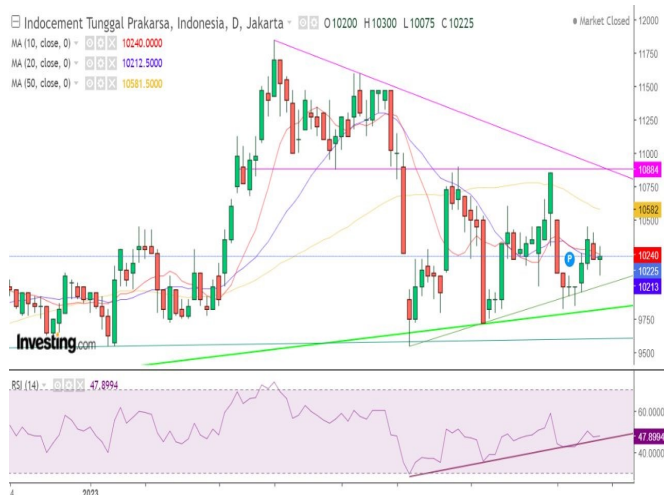 Indocement Tunggal Prakarsa, Indonesia, D, Jakarta O10200 H10300 L10075 C10225
Market Closed
MA (10, close, 0) 10240.0000
MA (20, close, 0) 10212.5000
MA (50, close, 0) 10581.5000
12000
11500
11000
10884
10582
10500
10240
10225
10213
P
9750
9500
Investing.com
RSI (14) 47.8994
60.0000
47.8994
40.0000
2023